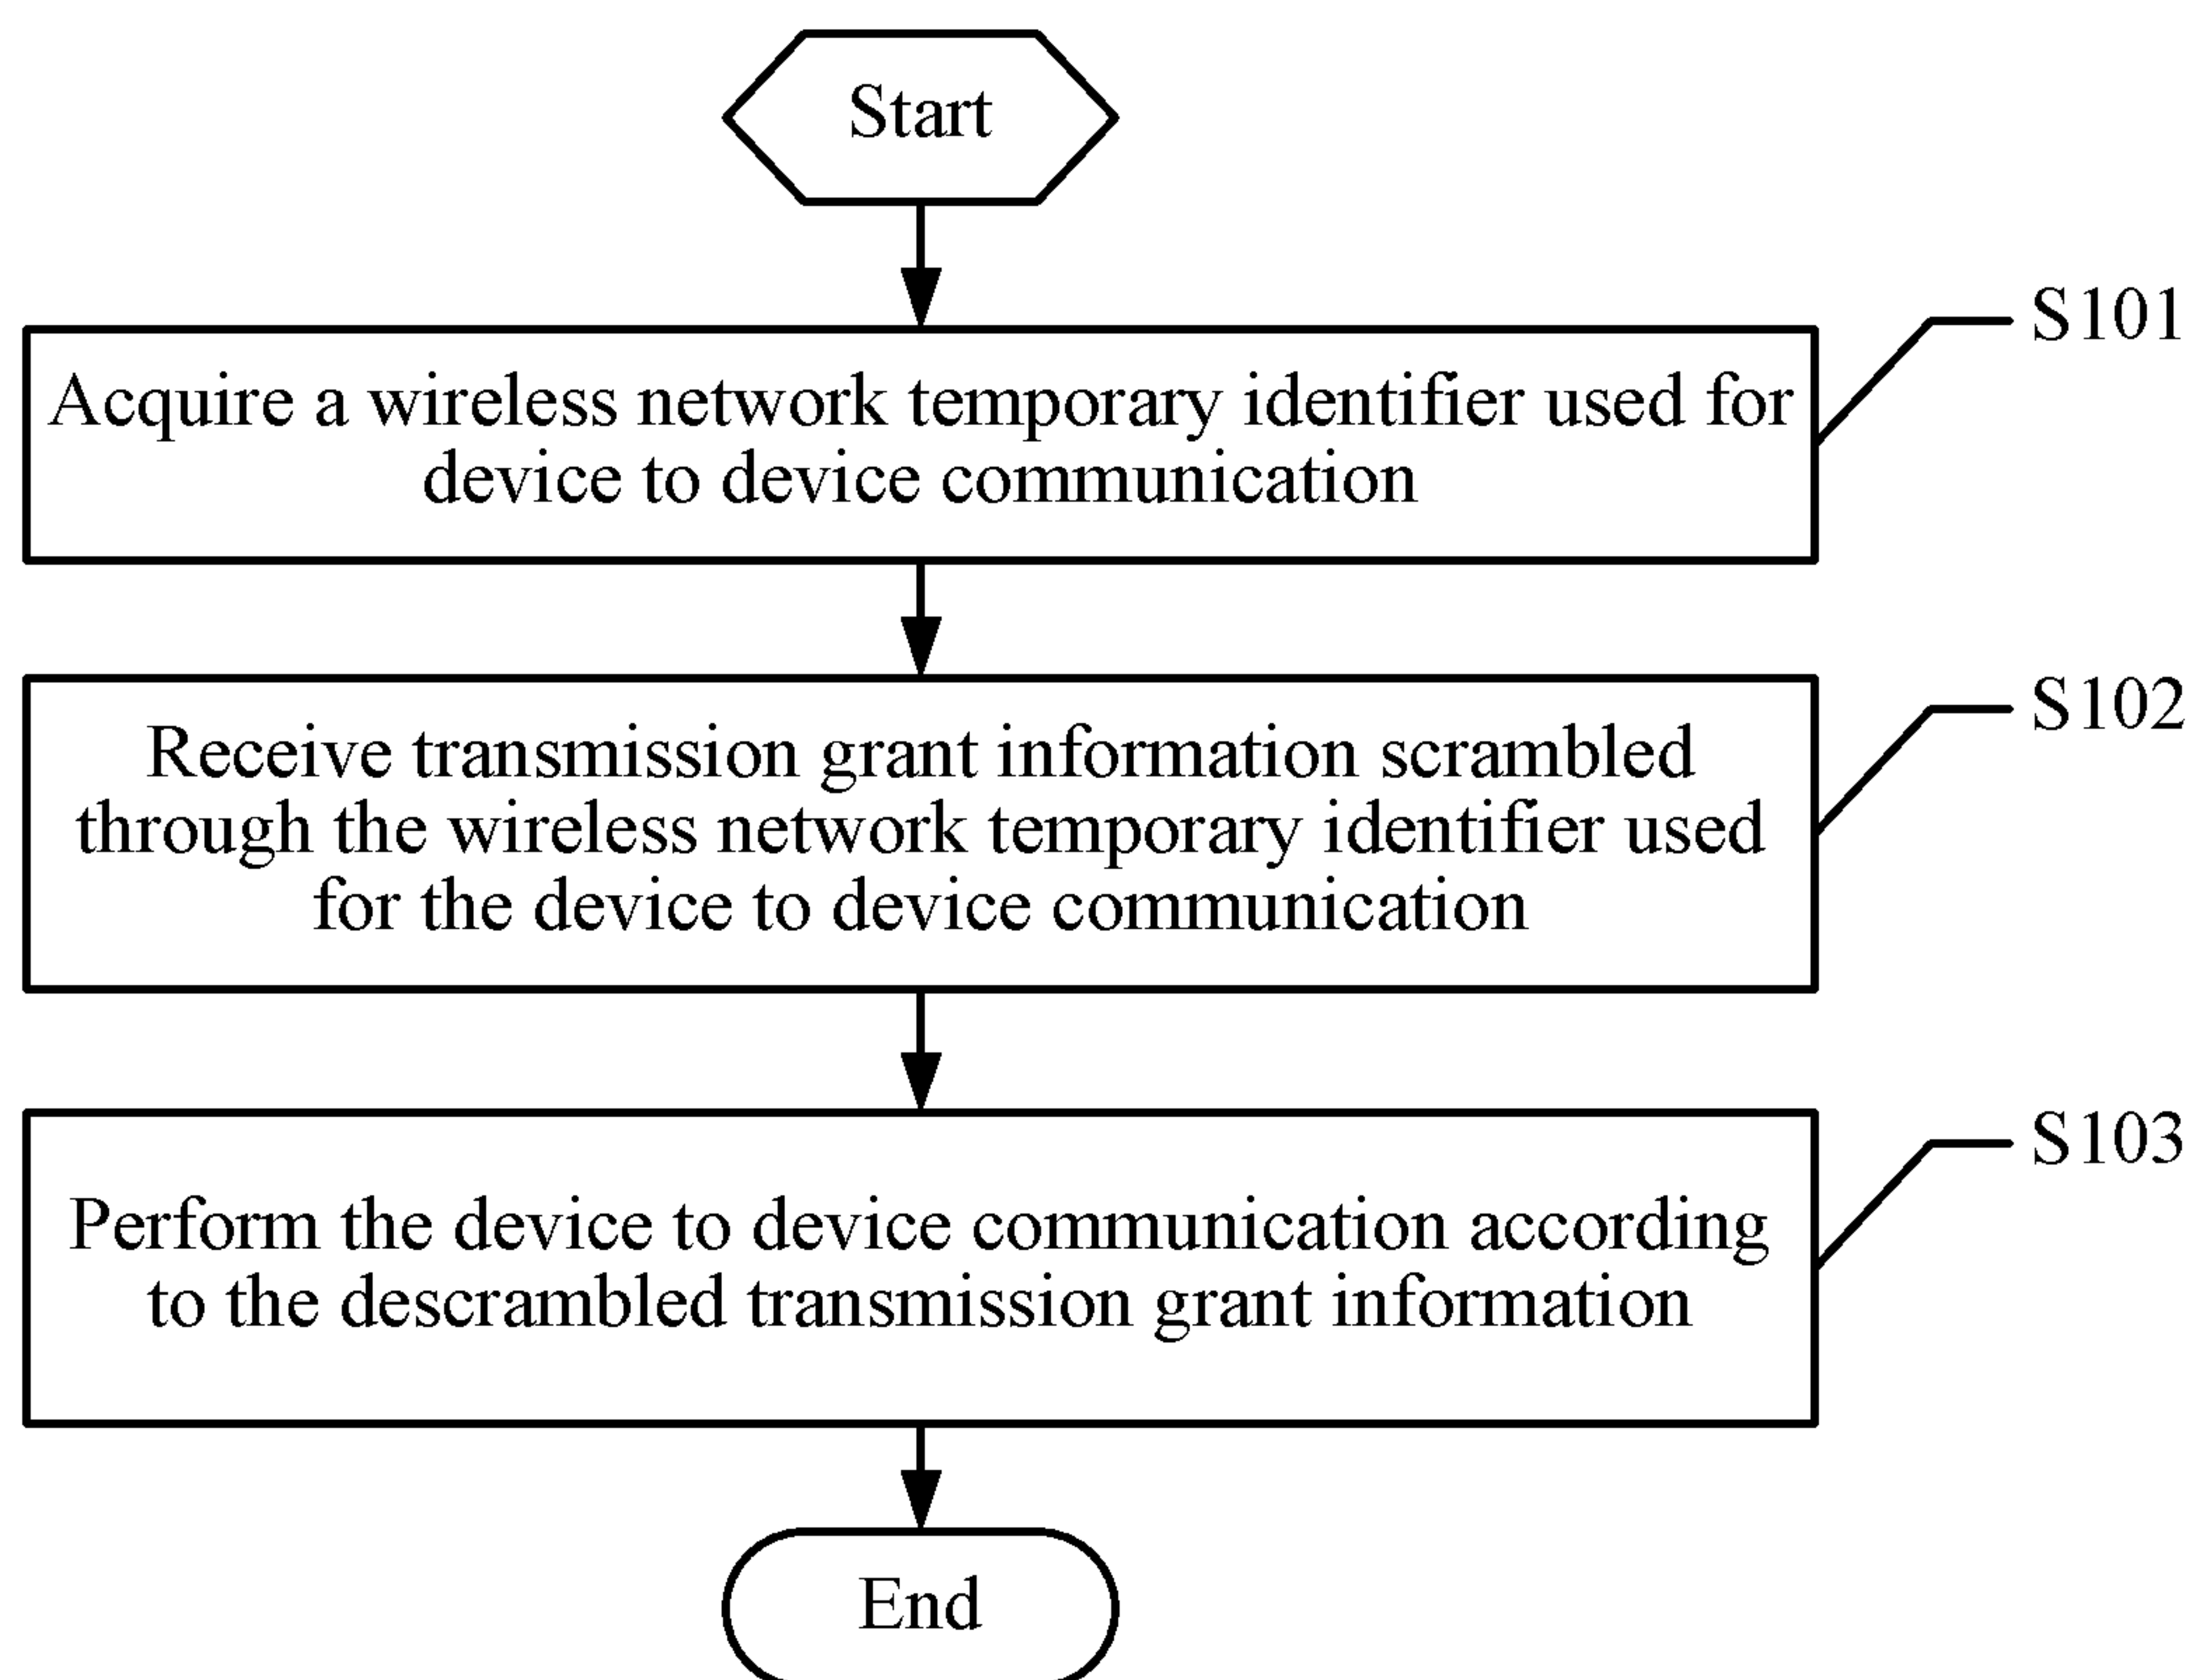 Start
S101
Acquire a wireless network temporary identifier used for
device to device communication
S102
Receive transmission grant information scrambled
through the wireless network temporary identifier used
for the device to device communication
S103
Perform the device to device communication according
to the descrambled transmission grant information
End